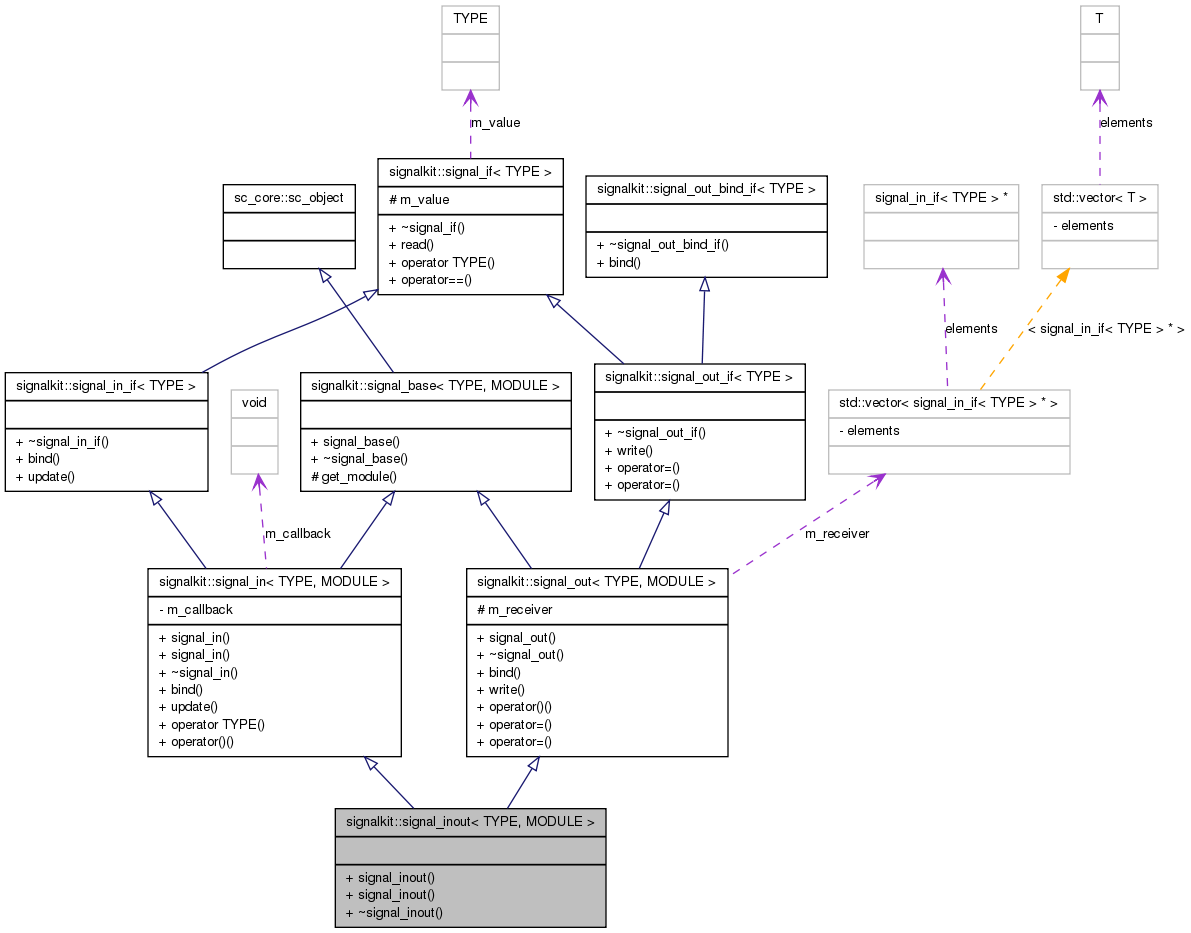 TYPE
T
m_value
elements
signalkit::signal_if< TYPE >
# m_value
+ ~signal_if()
+ read()
+ operator TYPE()
+ operator==()
signalkit::signal_out_bind_if< TYPE >
+ ~signal_out_bind_if()
+ bind()
sc_core::sc_object
signal_in_if< TYPE > *
std::vector< T >
- elements
elements
< signal_in_if< TYPE > * >
signalkit::signal_in_if< TYPE >
+ ~signal_in_if()
+ bind()
+ update()
void
signalkit::signal_base< TYPE, MODULE >
+ signal_base()
+ ~signal_base()
# get_module()
signalkit::signal_out_if< TYPE >
+ ~signal_out_if()
+ write()
+ operator=()
+ operator=()
std::vector< signal_in_if< TYPE > * >
- elements
m_callback
m_receiver
signalkit::signal_in< TYPE, MODULE >
- m_callback
+ signal_in()
+ signal_in()
+ ~signal_in()
+ bind()
+ update()
+ operator TYPE()
+ operator()()
signalkit::signal_out< TYPE, MODULE >
# m_receiver
+ signal_out()
+ ~signal_out()
+ bind()
+ write()
+ operator()()
+ operator=()
+ operator=()
signalkit::signal_inout< TYPE, MODULE >
+ signal_inout()
+ signal_inout()
+ ~signal_inout()